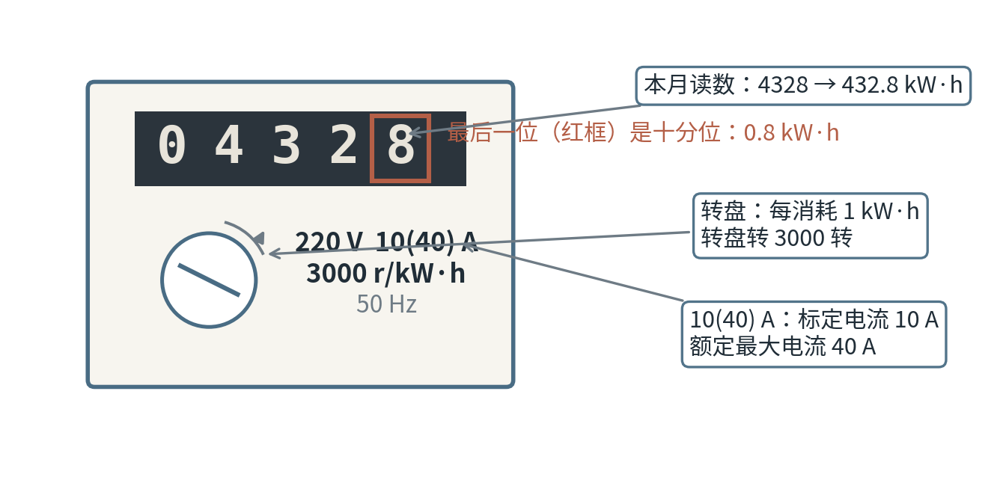 本月读数：4328 → 432.8 kW·h
0 4 3 2 8
最后一位（红框）是十分位：0.8 kW·h
转盘：每消耗 1 kW·h
转盘转 3000 转
220 V  10(40) A
3000 r/kW·h
50 Hz
10(40) A：标定电流 10 A
额定最大电流 40 A